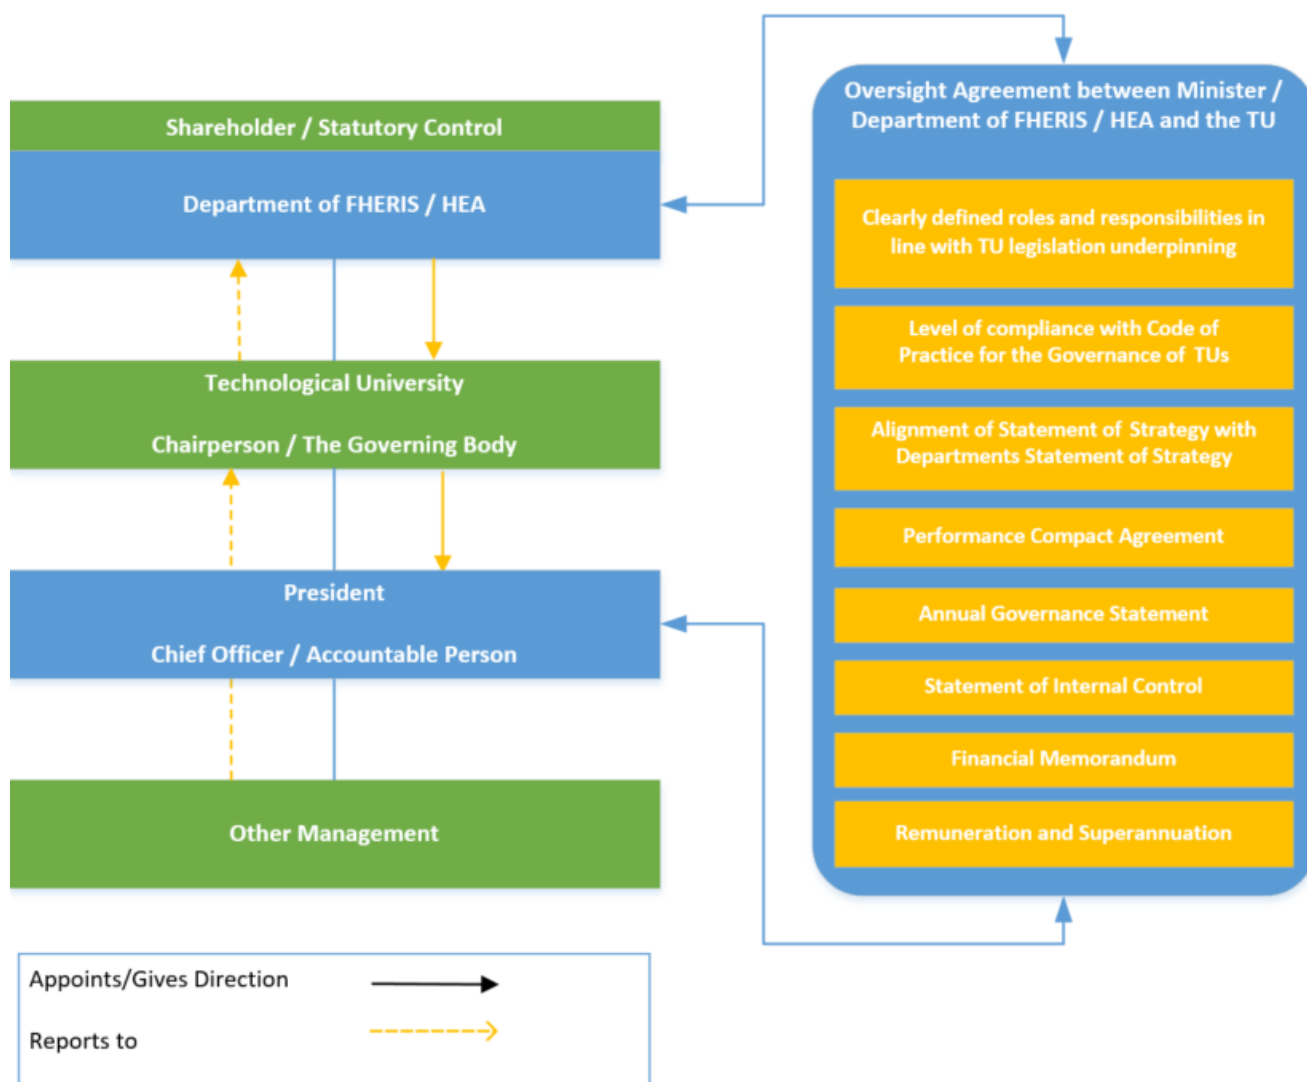 Shareholder / Statutory Control
Department of FHERIS / HEA
Technological University
Chairperson / The Governing Body
President
Chief Officer / Accountable Person
Other Management
Appoints/Gives Direction
Reports to
Oversight Agreement between Minister /
Department of FHERIS / HEA and the TU
Clearly defined roles and responsibilities in
line with TU legislation underpinning
Level of compliance with Code of
Practice for the Governance of TUs
Alignment of Statement of Strategy with
Departments Statement of Strategy
Performance Compact Agreement
Annual Governance Statement
Statement of Internal Control
Financial Memorandum
Remuneration and Superannuation